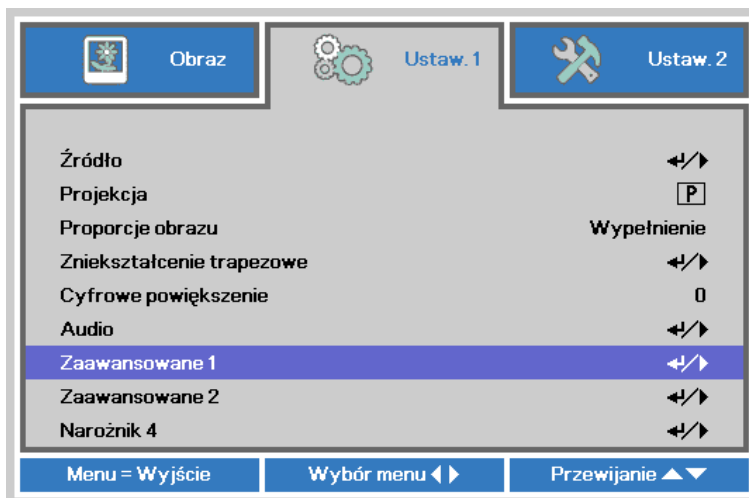 Obraz
Ustaw. 1
Ustaw. 2
Źródło
Projekcja P
Proporcje obrazu Wypełnienie
Zniekształcenie trapezowe
Cyfrowe powiększenie 0
Audio
Zaawansowane 1
Zaawansowane 2
Narożnik 4
Menu = Wyjście
Wybór menu
Przewijanie